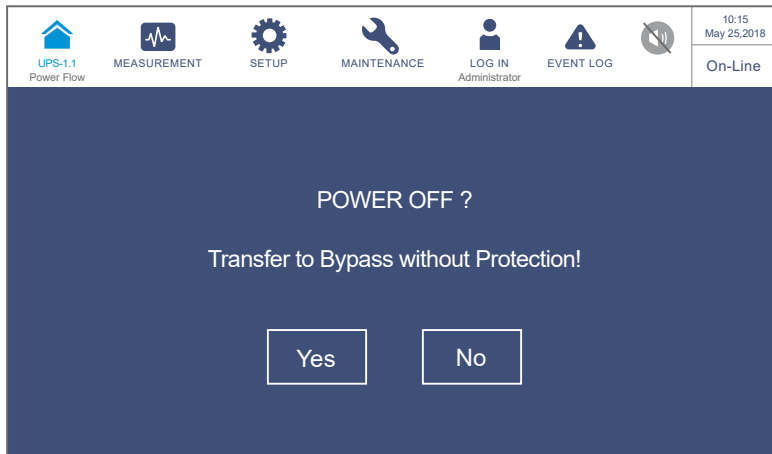 UPS-1.1
Power Flow
MEASUREMENT
SETUP
MAINTENANCE
LOG IN
Administrator
EVENT LOG
10:15
May 25,2018
On-Line
POWER OFF ?
Transfer to Bypass without Protection!
Yes
No